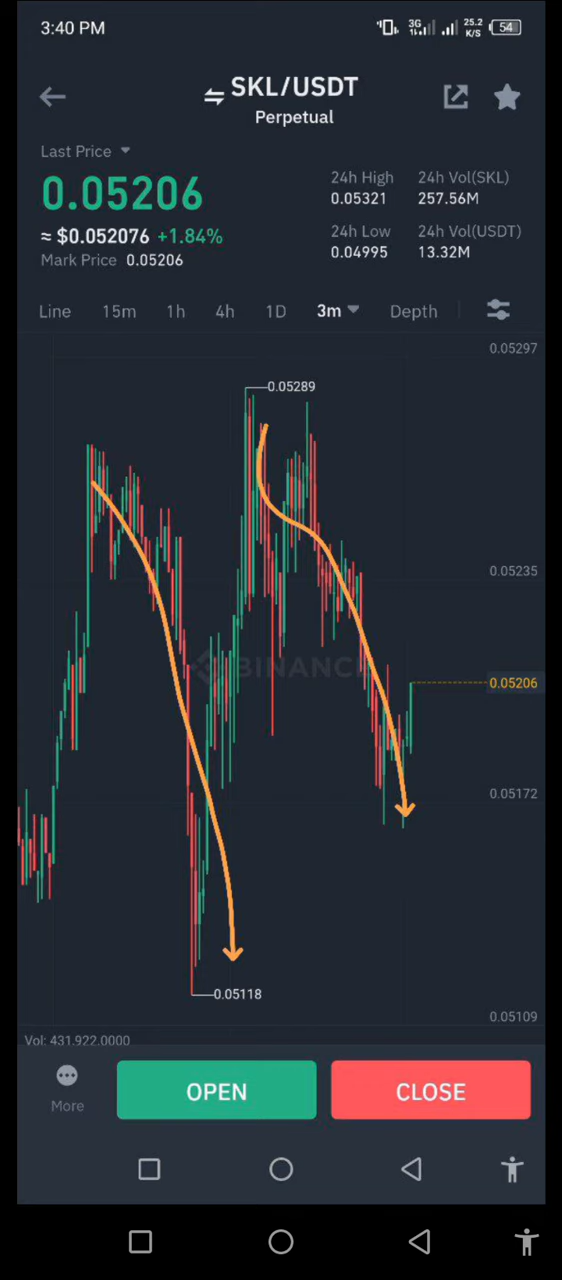 3:40 PM 3G 25.2 K/S 54
SKL/USDT
Perpetual
Last Price
0.05206
≈ $0.052076 +1.84%
Mark Price 0.05206
24h High 24h Vol(SKL)
0.05321 257.56M
24h Low 24h Vol(USDT)
0.04995 13.32M
Line 15m 1h 4h 1D 3m Depth
0.05297
0.05289
0.05235
BINANCE
0.05206
0.05172
0.05118
0.05109
Vol: 431,922.0000
More
OPEN
CLOSE